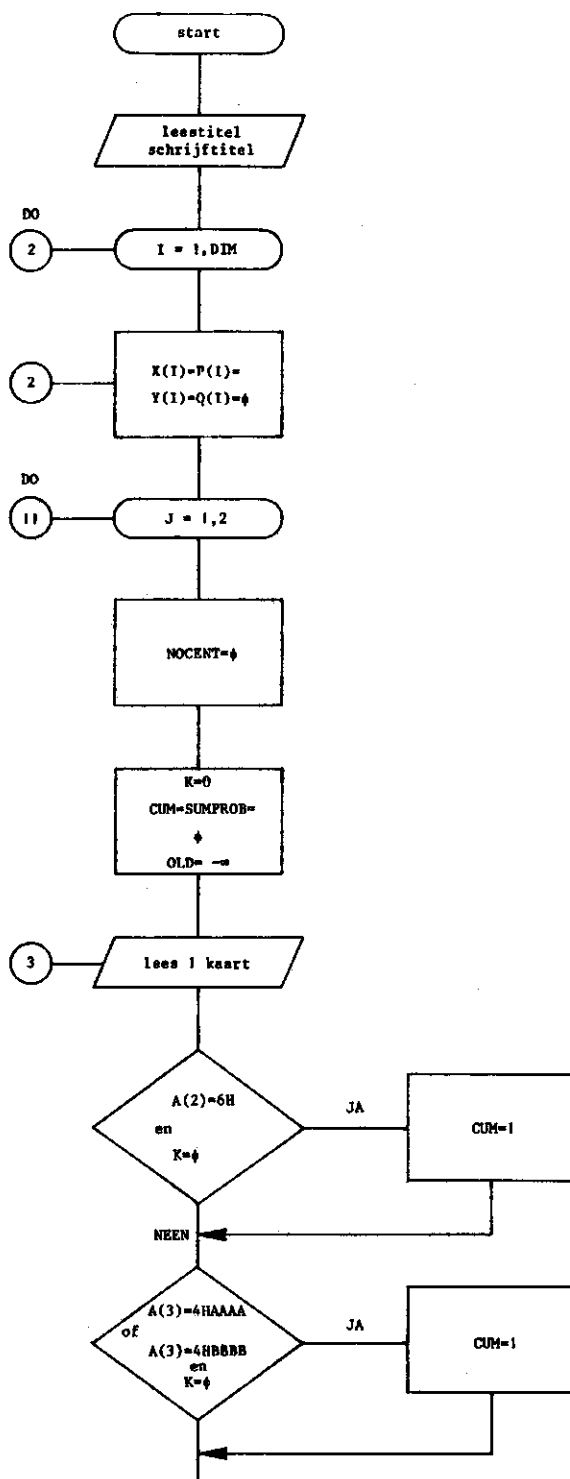 start
leestitel
schrijftitel
DO
2
I = 1,DIM
2
X(I)=P(I)=
Y(I)=Q(I)=ϕ
DO
11
J = 1,2
NOCENT=ϕ
K=0
CUM=SUMPROB=
ϕ
OLD= -∞
3
lees 1 kaart
A(2)=6H
en
K=ϕ
JA
CUM=1
NEEN
A(3)=4HAAAA
of
A(3)=4HBBBB
en
K=ϕ
JA
CUM=1